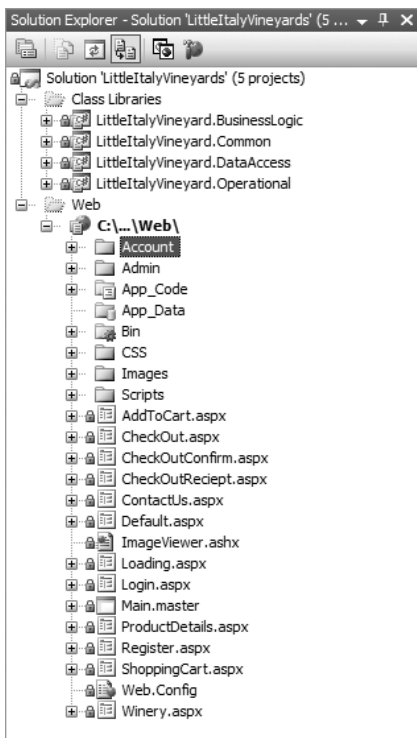 Solution Explorer - Solution 'LittleItalyVineyards' (5 ...
Solution 'LittleItalyVineyards' (5 projects)
Class Libraries
LittleItalyVineyard.BusinessLogic
LittleItalyVineyard.Common
LittleItalyVineyard.DataAccess
LittleItalyVineyard.Operational
Web
C:\...\Web\
Account
Admin
App_Code
App_Data
Bin
CSS
Images
Scripts
AddToCart.aspx
CheckOut.aspx
CheckOutConfirm.aspx
CheckOutReciept.aspx
ContactUs.aspx
Default.aspx
ImageViewer.ashx
Loading.aspx
Login.aspx
Main.master
ProductDetails.aspx
Register.aspx
ShoppingCart.aspx
Web.Config
Winery.aspx